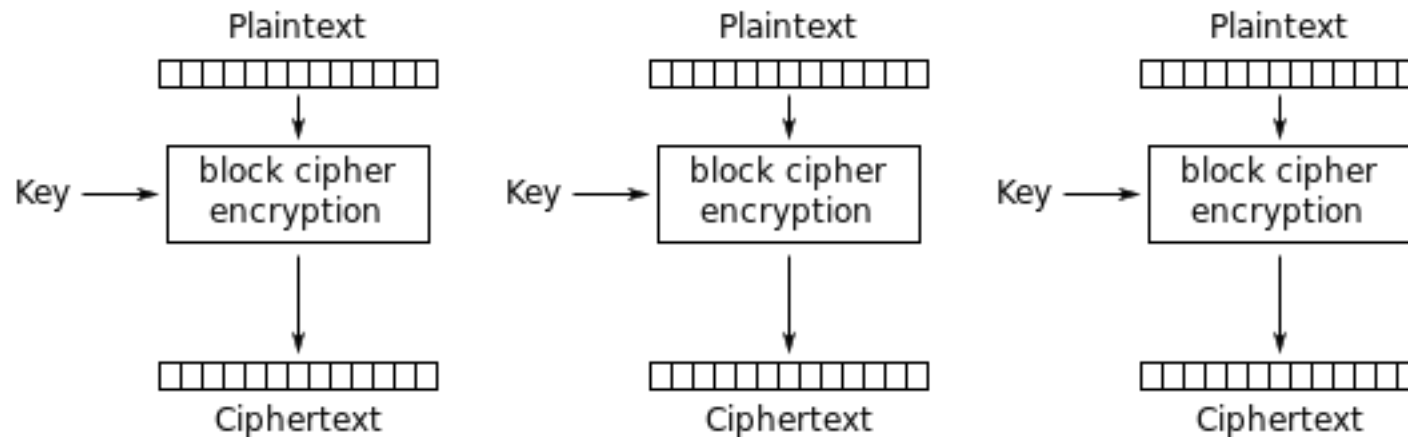 Plaintext
Plaintext
Plaintext
Key
block cipher
encryption
Key
block cipher
encryption
Key
block cipher
encryption
Ciphertext
Ciphertext
Ciphertext